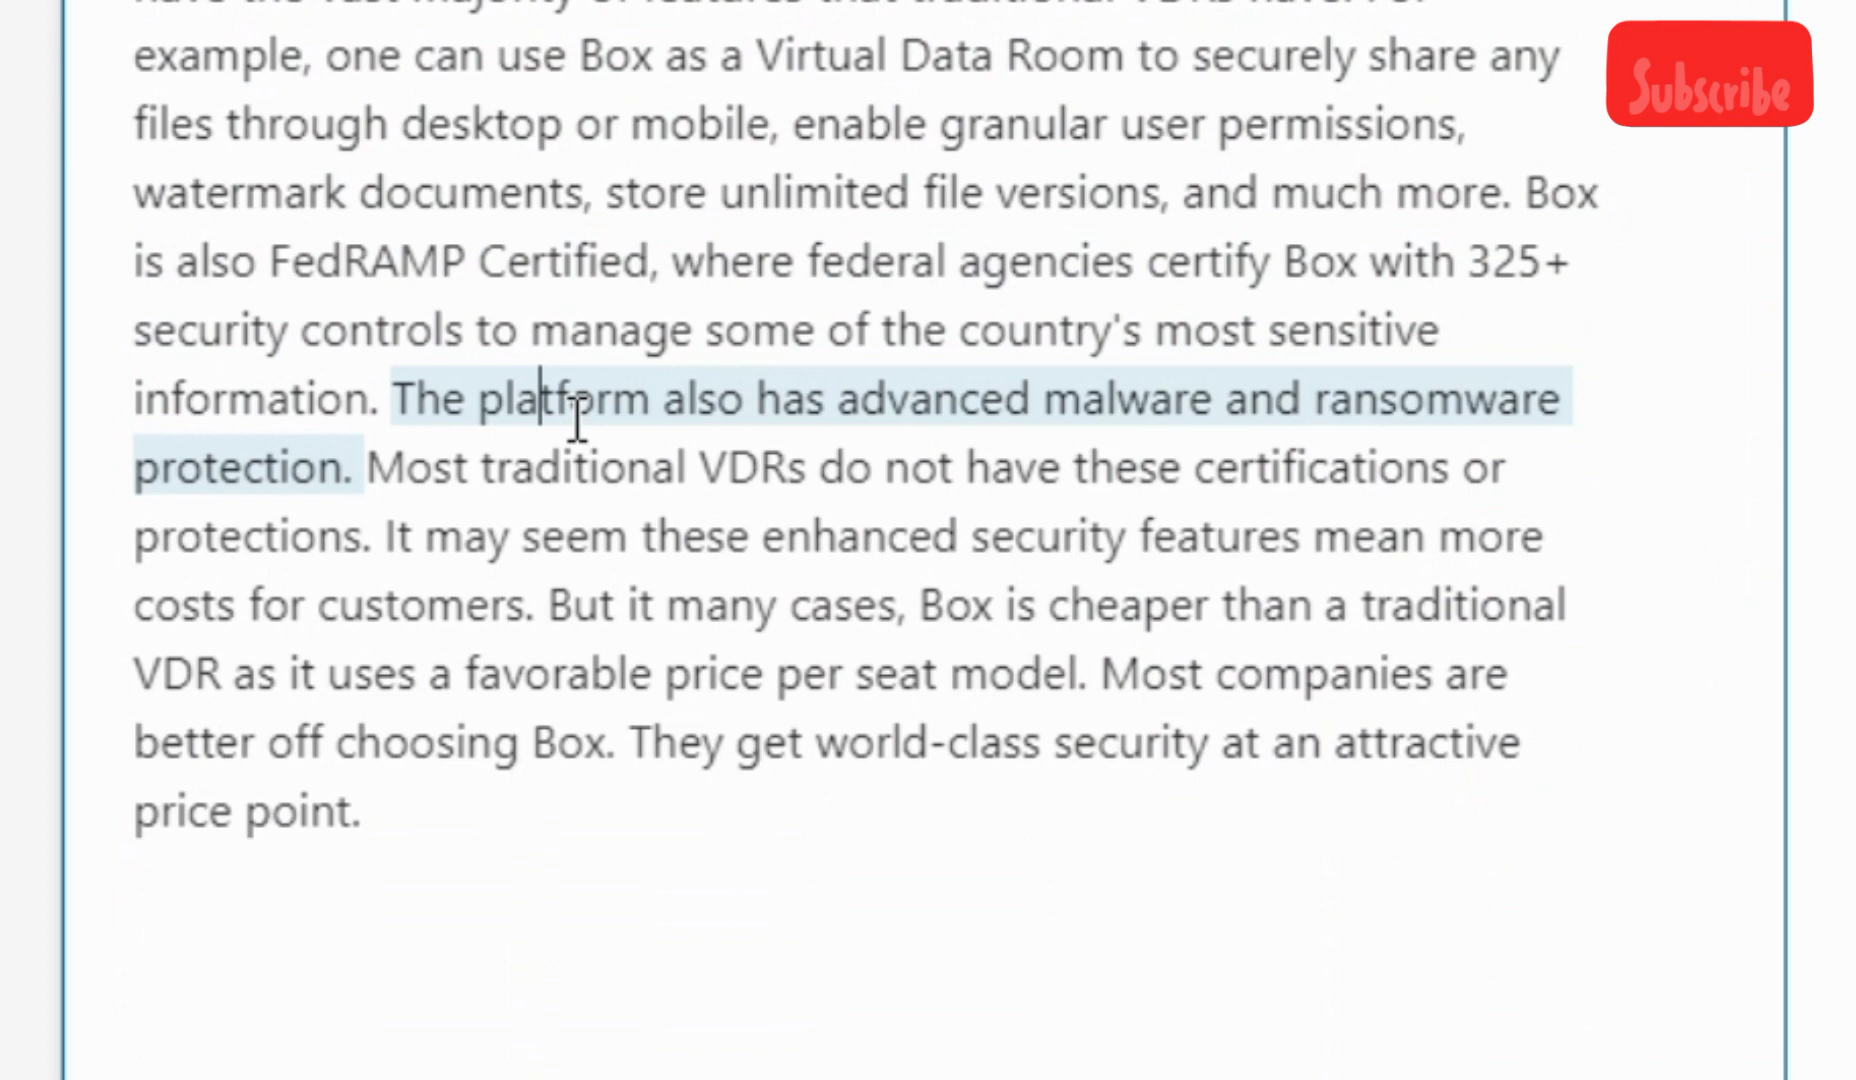 example, one can use Box as a Virtual Data Room to securely share any
files through desktop or mobile, enable granular user permissions,
watermark documents, store unlimited file versions, and much more. Box
is also FedRAMP Certified, where federal agencies certify Box with 325+
security controls to manage some of the country's most sensitive
information. The platform also has advanced malware and ransomware
protection. Most traditional VDRs do not have these certifications or
protections. It may seem these enhanced security features mean more
costs for customers. But it many cases, Box is cheaper than a traditional
VDR as it uses a favorable price per seat model. Most companies are
better off choosing Box. They get world-class security at an attractive
price point.
Subscribe